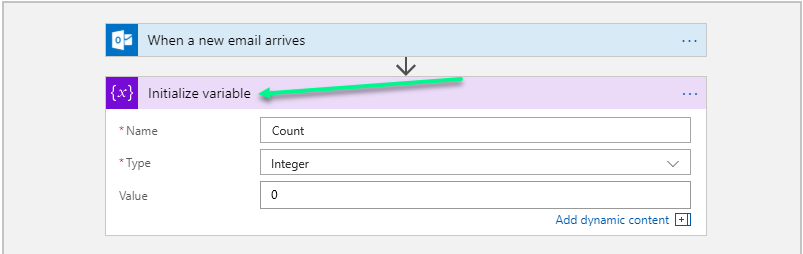 When a new email arrives
{x} Initialize variable
*Name Count
*Type Integer
Value 0
Add dynamic content